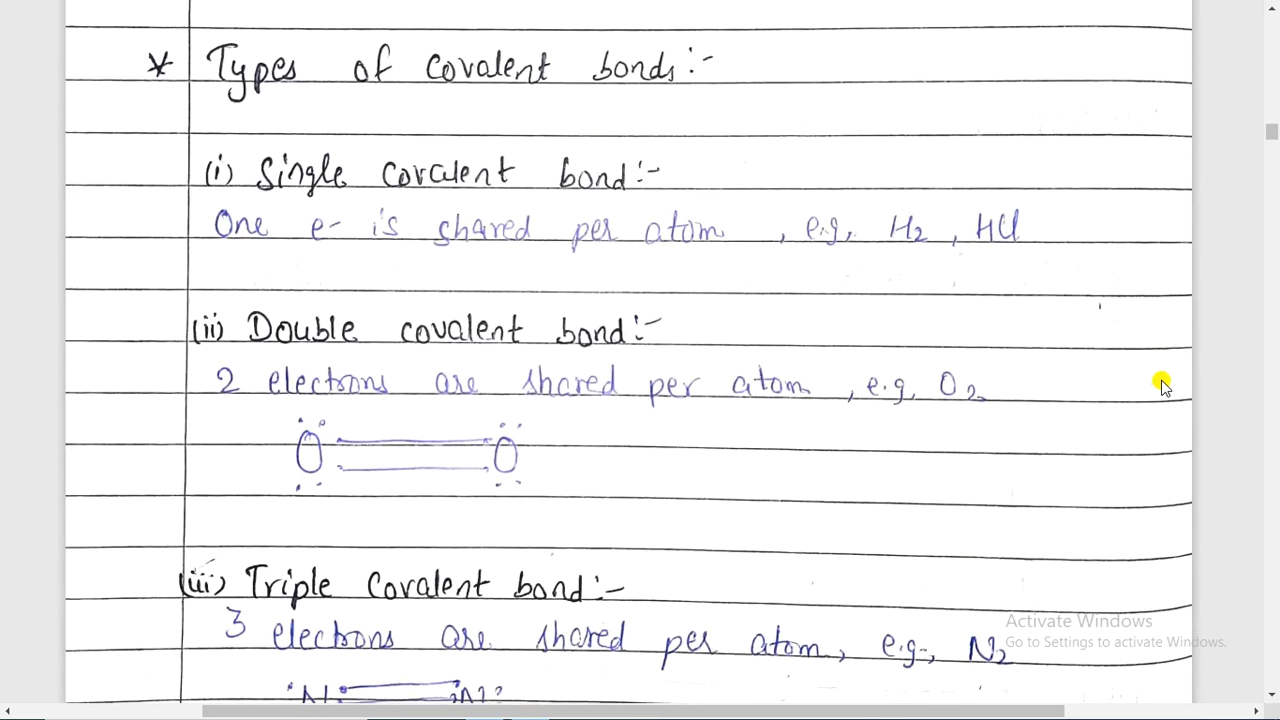 * Types of covalent bonds:-
(i) Single covalent bond:-
One e- is shared per atom , e.g, H2 , HCl
(ii) Double covalent bond:-
2 electrons are shared per atom , e.g, O2
O O
(iii) Triple Covalent bond:-
3 electrons are shared per atom, e.g., N2
N N
Activate Windows
Go to Settings to activate Windows.